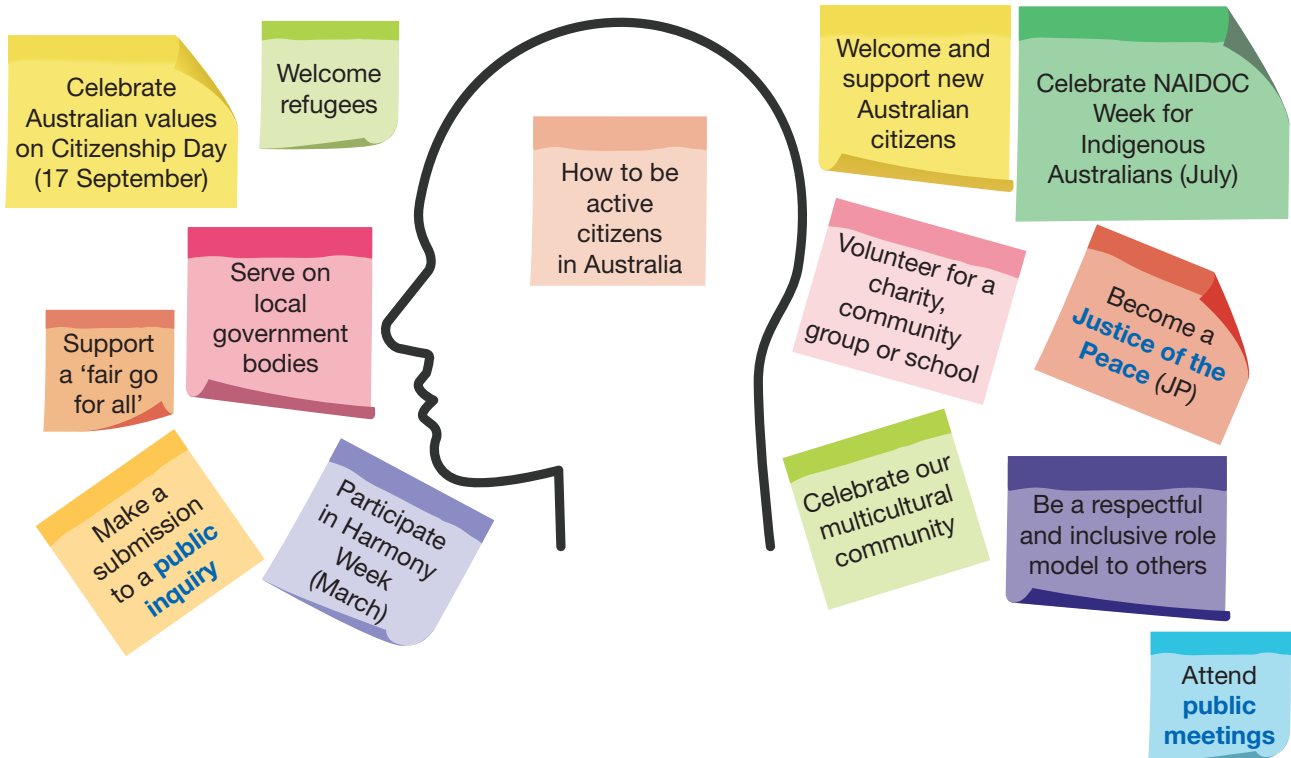 Celebrate
Australian values
on Citizenship Day
(17 September)
Welcome
refugees
Serve on
local
government
bodies
Support
a ‘fair go
for all’
Make a
submission
to a public
inquiry
Participate
in Harmony
Week
(March)
How to be
active
citizens
in Australia
Welcome and
support new
Australian
citizens
Celebrate NAIDOC
Week for
Indigenous
Australians (July)
Volunteer for a
charity,
community
group or school
Become a
Justice of the
Peace (JP)
Celebrate our
multicultural
community
Be a respectful
and inclusive role
model to others
Attend
public
meetings